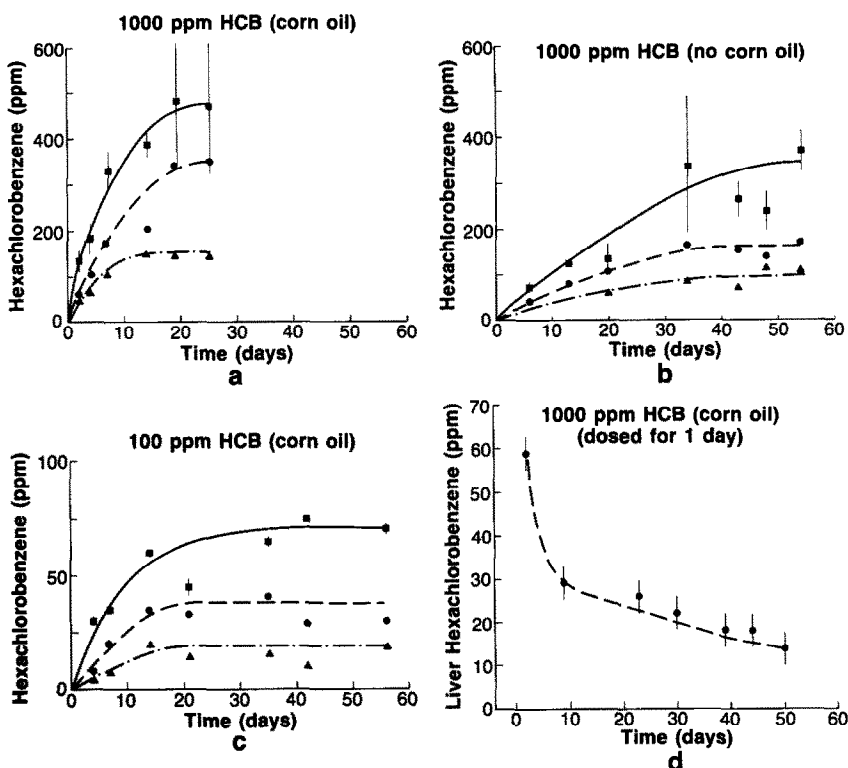 1000 ppm HCB (corn oil)
Hexachlorobenzene (ppm)
600
400
200
0
0 10 20 30 40 50 60
Time (days)
a
1000 ppm HCB (no corn oil)
Hexachlorobenzene (ppm)
600
400
200
0
0 10 20 30 40 50 60
Time (days)
b
100 ppm HCB (corn oil)
Hexachlorobenzene (ppm)
100
50
0
0 10 20 30 40 50 60
Time (days)
c
1000 ppm HCB (corn oil)
(dosed for 1 day)
Liver Hexachlorobenzene (ppm)
70
60
50
40
30
20
10
0
0 10 20 30 40 50 60
Time (days)
d